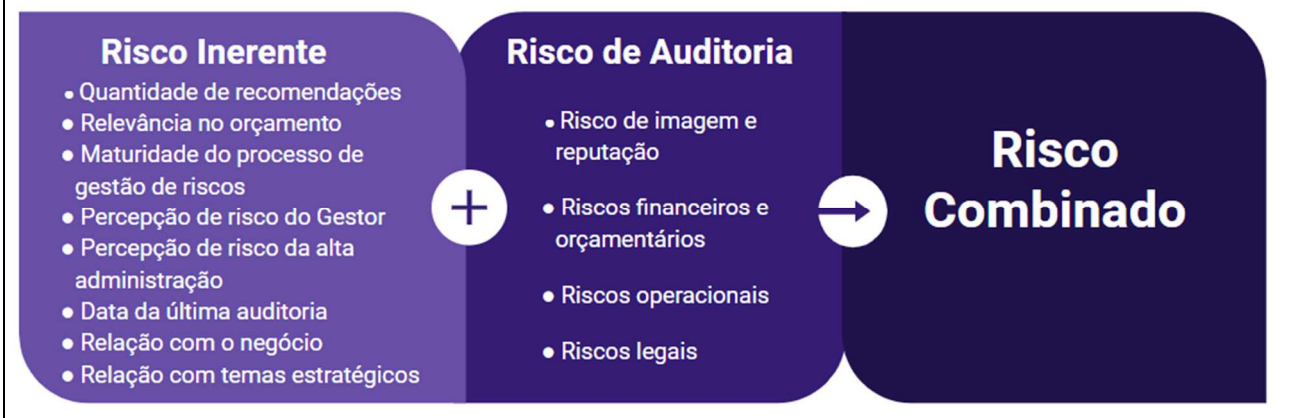 Risco Inerente
• Quantidade de recomendações
• Relevância no orçamento
• Maturidade do processo de
gestão de riscos
• Percepção de risco do Gestor
• Percepção de risco da alta
administração
• Data da última auditoria
• Relação com o negócio
• Relação com temas estratégicos
+
Risco de Auditoria
• Risco de imagem e
reputação
• Riscos financeiros e
orçamentários
• Riscos operacionais
• Riscos legais
→
Risco
Combinado